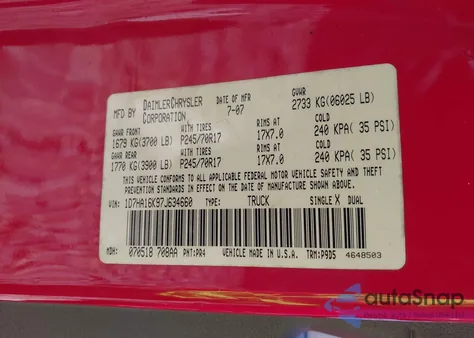 MFD BY DAIMLERCHRYSLER CORPORATION DATE OF MFR 7-07 GVWR 2733 KG(06025 LB)
GAWR FRONT WITH TIRES RIMS AT COLD
1679 KG(3700 LB) P245/70R17 17X7.0 240 KPA( 35 PSI)
GAWR REAR WITH TIRES RIMS AT COLD
1770 KG(3900 LB) P245/70R17 17X7.0 240 KPA( 35 PSI)
THIS VEHICLE CONFORMS TO ALL APPLICABLE FEDERAL MOTOR VEHICLE SAFETY AND THEFT
PREVENTION STANDARDS IN EFFECT ON THE DATE OF MANUFACTURE SHOWN ABOVE.
VIN: 1D7HA16K97J634660 TYPE: TRUCK SINGLE X DUAL
MDH: 070518 708AA PNT:PR4 VEHICLE MADE IN U.S.A. TRM:P9D5 4648503
autoSnap